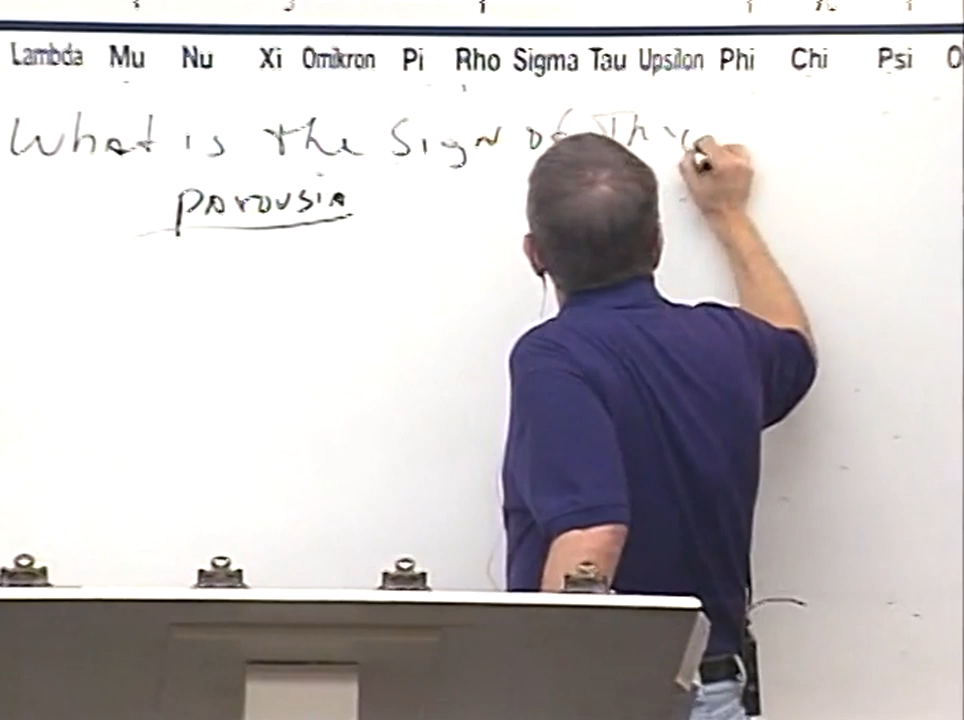 Lambda Mu Nu Xi Omikron Pi Rho Sigma Tau Upsilon Phi Chi Psi O
What is the Sign of Thy
parousia